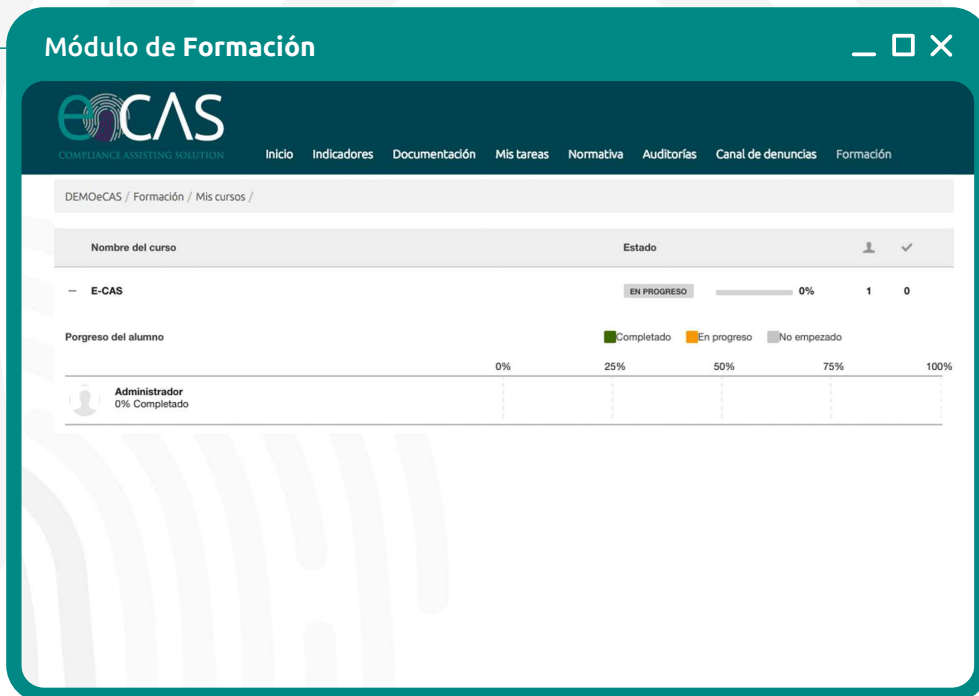 Módulo de Formación
enCAS
COMPLIANCE ASSISTING SOLUTION
Inicio Indicadores Documentación Mis tareas Normativa Auditorías Canal de denuncias Formación
DEMOeCAS / Formación / Mis cursos /
Nombre del curso Estado
E-CAS EN PROGRESO 0% 1 0
Porgreso del alumno Completado En progreso No empezado
0% 25% 50% 75% 100%
Administrador
0% Completado